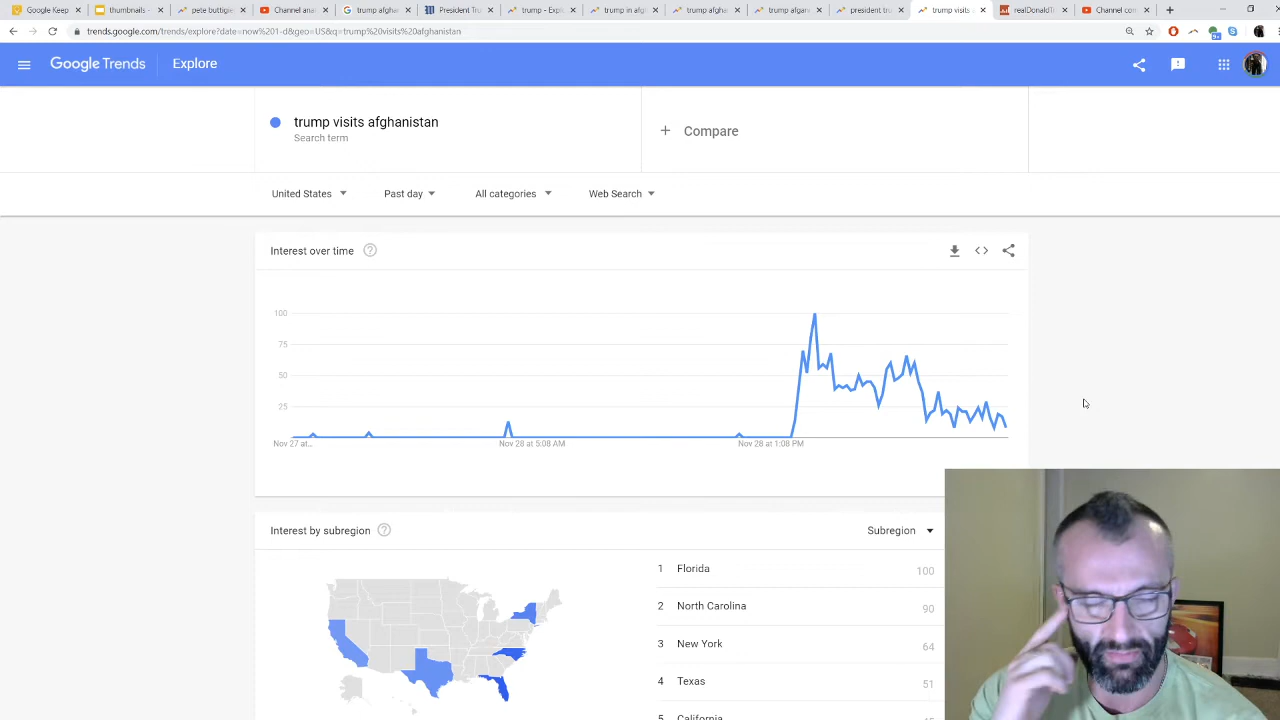 Google Keep
thumbnails -
pete buttigie
Channel ana
trump afgha
President Tru
trump - Expl
trump in afg
trump afgha
trump afgha
president tru
trump visits
realDonaldTr
Channel con
trends.google.com/trends/explore?date=now%201-d&geo=US&q=trump%20visits%20afghanistan
Google Trends
Explore
trump visits afghanistan
Search term
+ Compare
United States
Past day
All categories
Web Search
Interest over time
100
75
50
25
Nov 27 at..
Nov 28 at 5:08 AM
Nov 28 at 1:08 PM
Interest by subregion
Subregion
1 Florida 100
2 North Carolina 90
3 New York 64
4 Texas 51
5 California